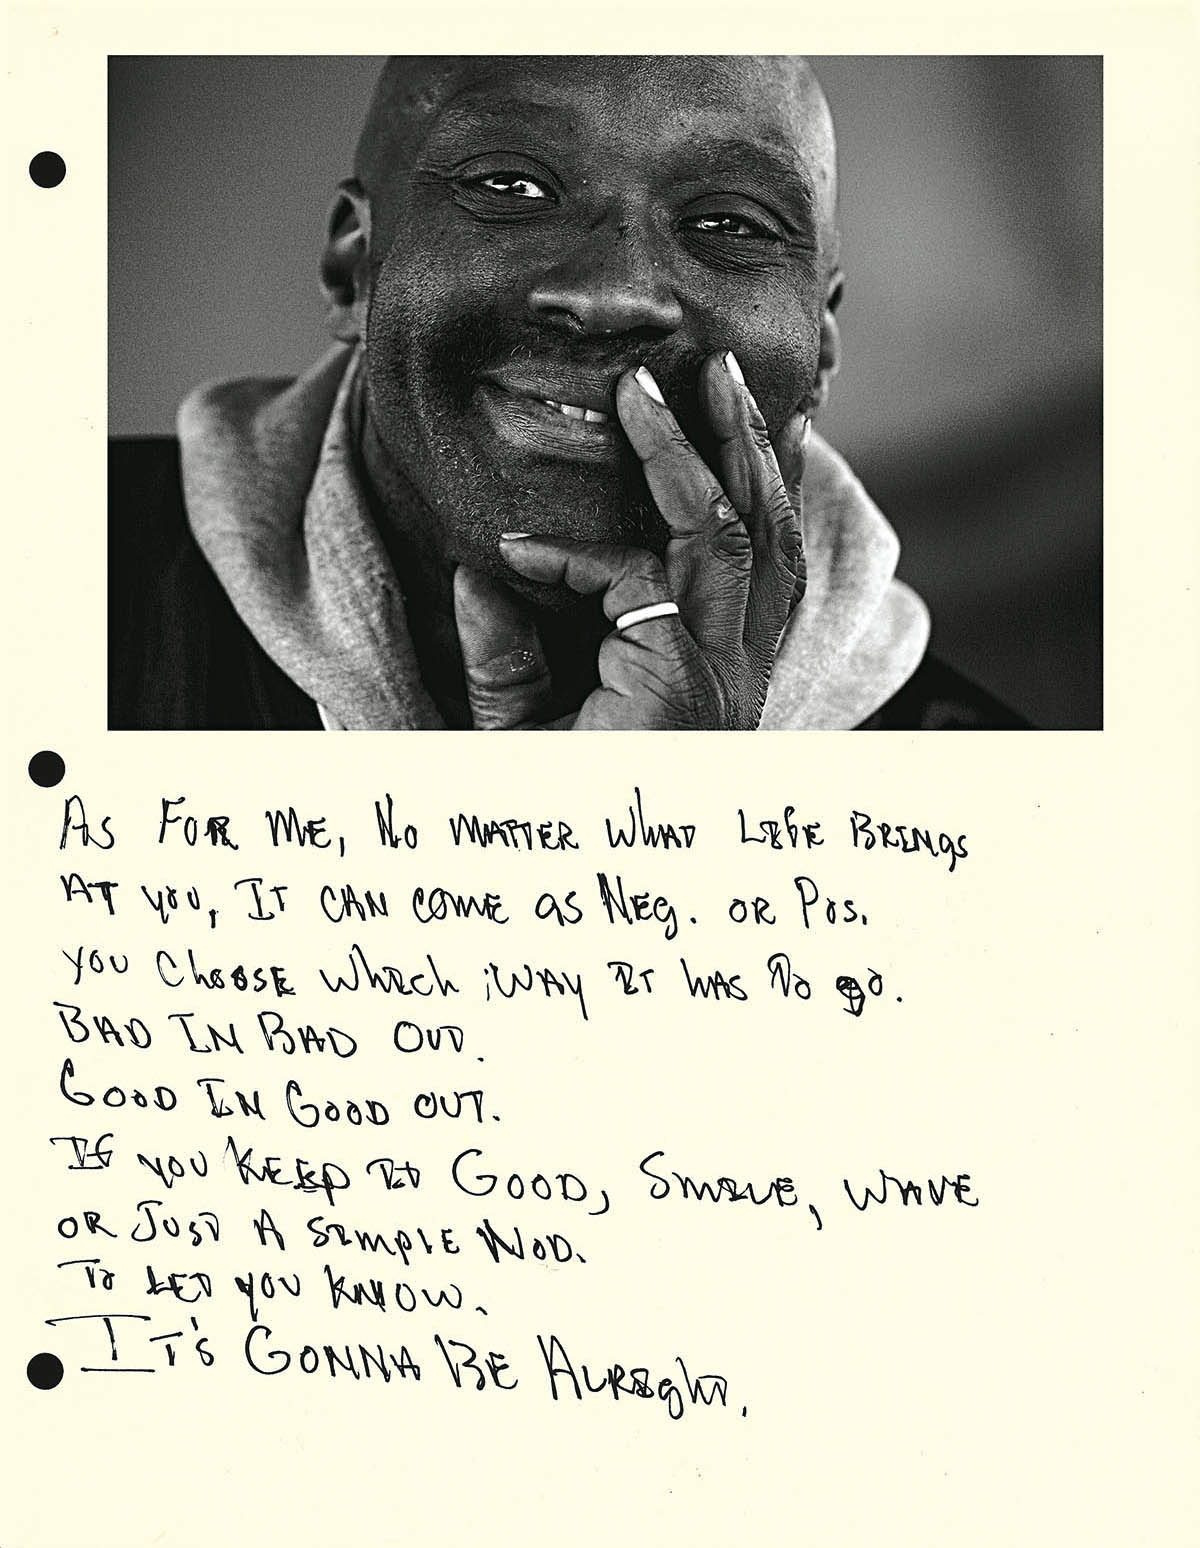 As For Me, No Matter What Life Brings
At you, It can come as Neg. or Pos.
You Choose which way It has To go.
Bad In Bad Out.
Good In Good Out.
If you Keep It Good, Smile, wave
or Just A simple Nod.
To Let you Know.
It's Gonna Be Alright.